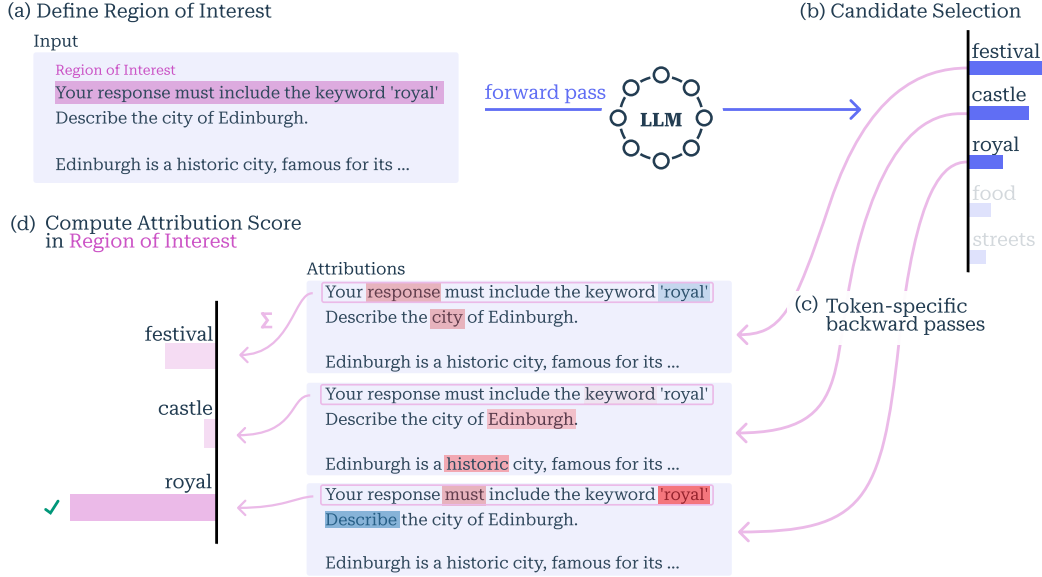 (a) Define Region of Interest
Input
Region of Interest
Your response must include the keyword 'royal'
Describe the city of Edinburgh.
Edinburgh is a historic city, famous for its ...
forward pass
LLM
(b) Candidate Selection
festival
castle
royal
food
streets
(c) Token-specific
backward passes
(d) Compute Attribution Score
in Region of Interest
Attributions
Your response must include the keyword 'royal'
Describe the city of Edinburgh.
Edinburgh is a historic city, famous for its ...
Your response must include the keyword 'royal'
Describe the city of Edinburgh.
Edinburgh is a historic city, famous for its ...
Your response must include the keyword 'royal'
Describe the city of Edinburgh.
Edinburgh is a historic city, famous for its ...
Σ
festival
castle
royal